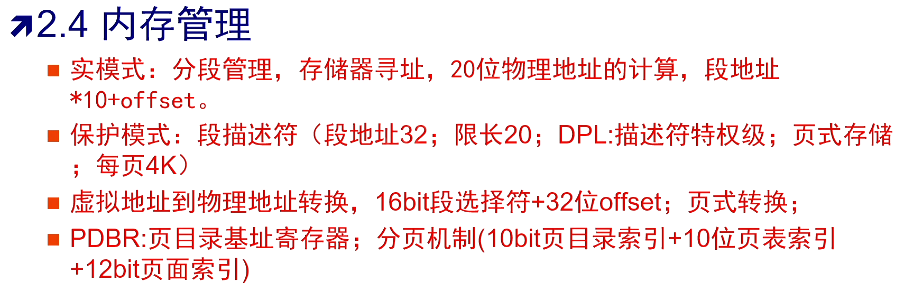 2.4 内存管理
实模式：分段管理，存储器寻址，20位物理地址的计算，段地址
*10+offset。
保护模式：段描述符（段地址32；限长20；DPL:描述符特权级；页式存储
；每页4K）
虚拟地址到物理地址转换，16bit段选择符+32位offset；页式转换；
PDBR:页目录基址寄存器；分页机制(10bit页目录索引+10位页表索引
+12bit页面索引)